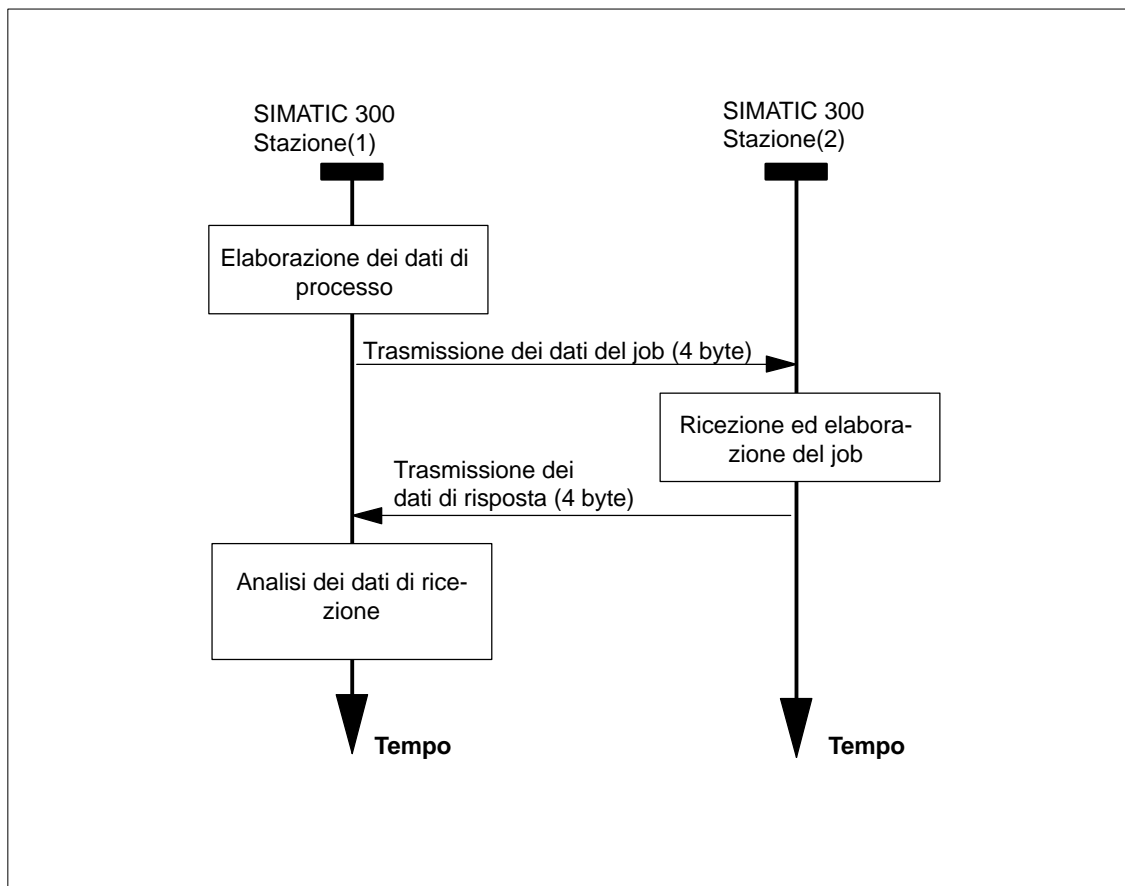 SIMATIC 300
Stazione(1)
SIMATIC 300
Stazione(2)
Elaborazione dei dati di
processo
Trasmissione dei dati del job (4 byte)
Ricezione ed elabora-
zione del job
Trasmissione dei
dati di risposta (4 byte)
Analisi dei dati di rice-
zione
Tempo
Tempo